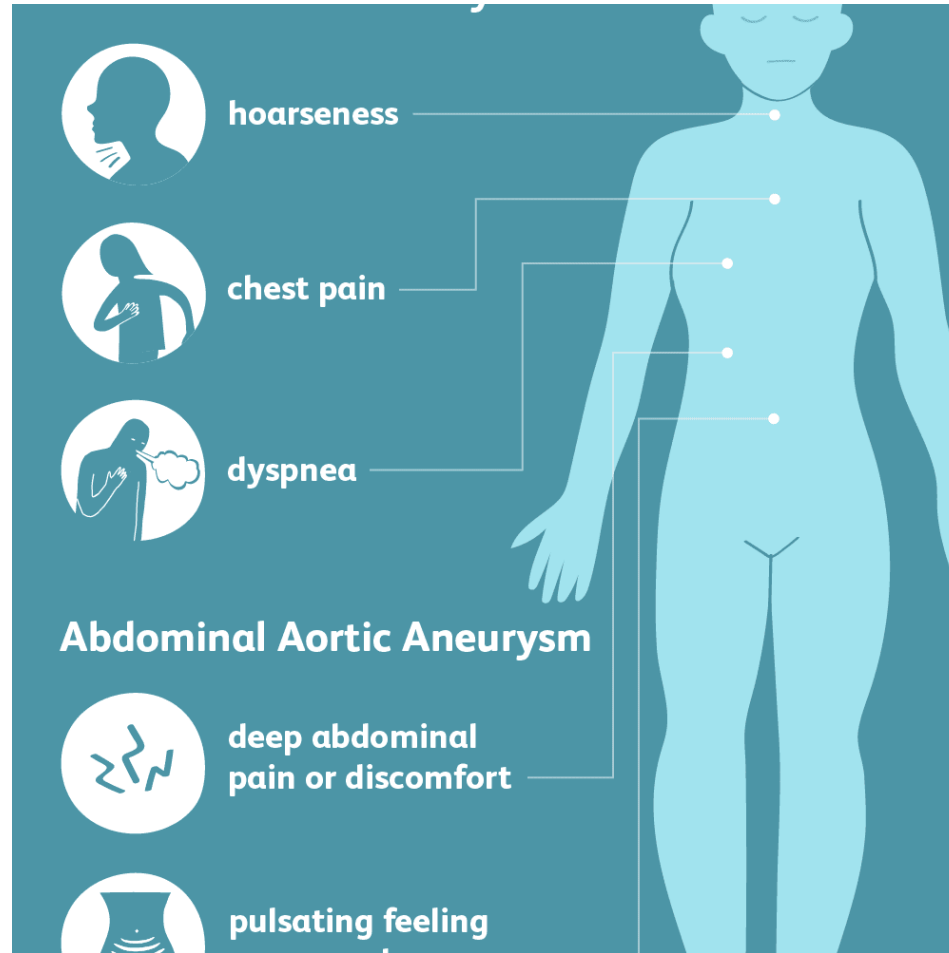 hoarseness
chest pain
dyspnea
Abdominal Aortic Aneurysm
deep abdominal
pain or discomfort
pulsating feeling